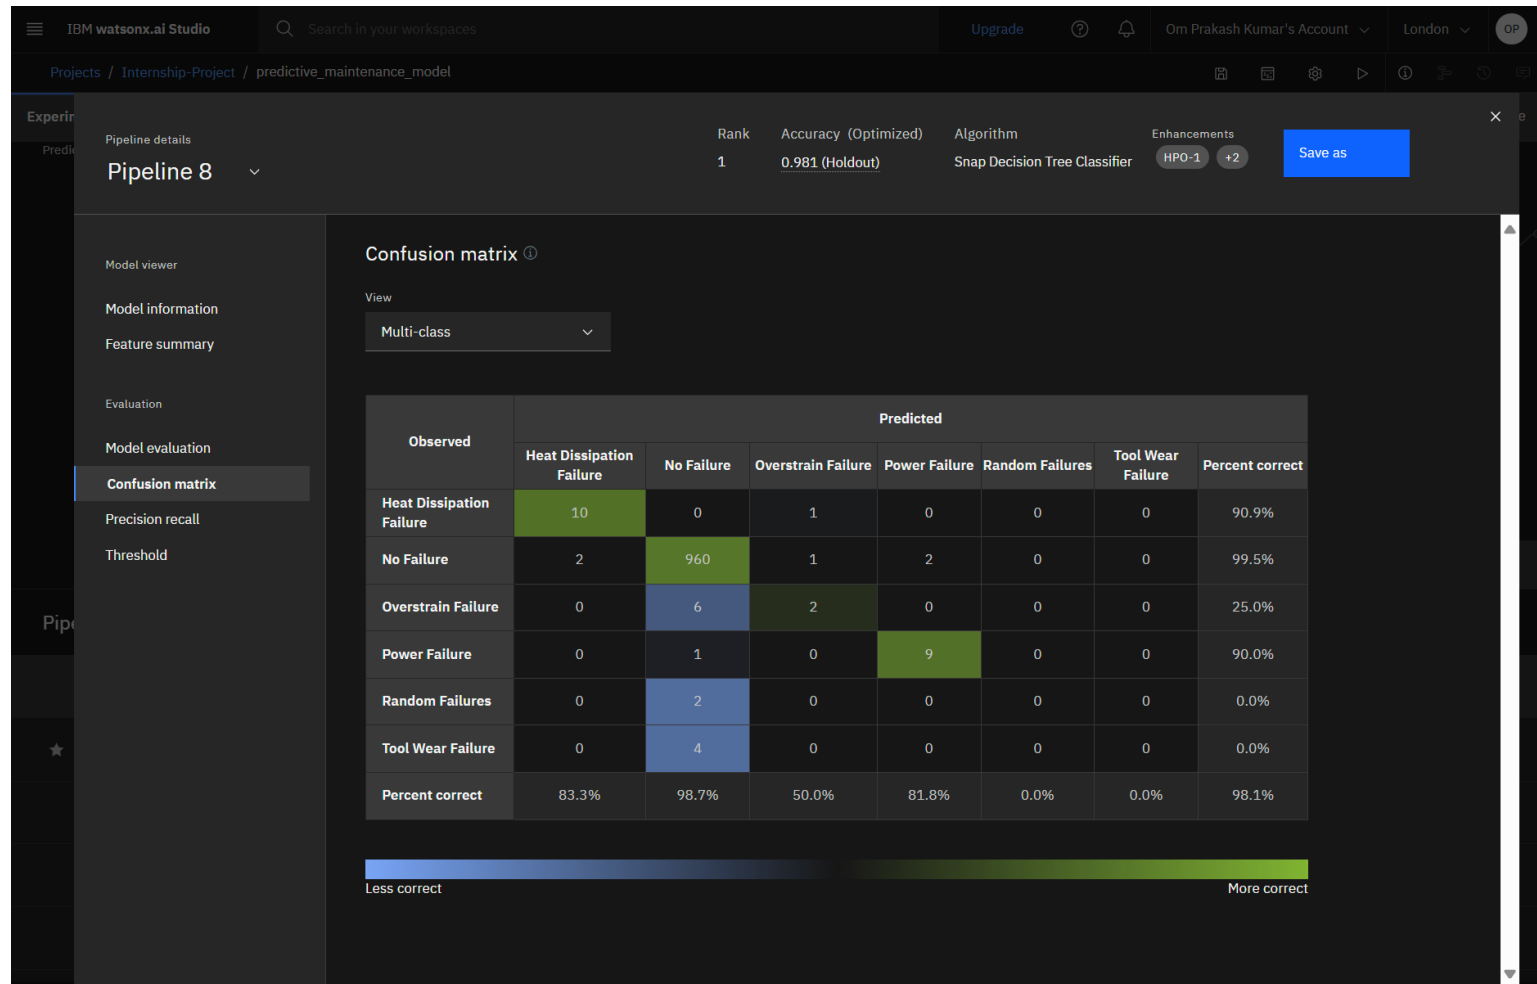 IBM watsonx.ai Studio
Search in your workspaces
Upgrade
Om Prakash Kumar's Account
London
OP
Projects / Internship-Project / predictive_maintenance_model
Pipeline details
Pipeline 8
Rank
1
Accuracy (Optimized)
0.981 (Holdout)
Algorithm
Snap Decision Tree Classifier
Enhancements
HPO-1 +2
Save as
Model viewer
Model information
Feature summary
Evaluation
Model evaluation
Confusion matrix
Precision recall
Threshold
Confusion matrix
View
Multi-class
Observed
Predicted
Heat Dissipation
Failure
No Failure
Overstrain Failure
Power Failure
Random Failures
Tool Wear
Failure
Percent correct
Heat Dissipation
Failure
10 0 1 0 0 0 90.9%
No Failure 2 960 1 2 0 0 99.5%
Overstrain Failure 0 6 2 0 0 0 25.0%
Power Failure 0 1 0 9 0 0 90.0%
Random Failures 0 2 0 0 0 0 0.0%
Tool Wear Failure 0 4 0 0 0 0 0.0%
Percent correct 83.3% 98.7% 50.0% 81.8% 0.0% 0.0% 98.1%
Less correct
More correct